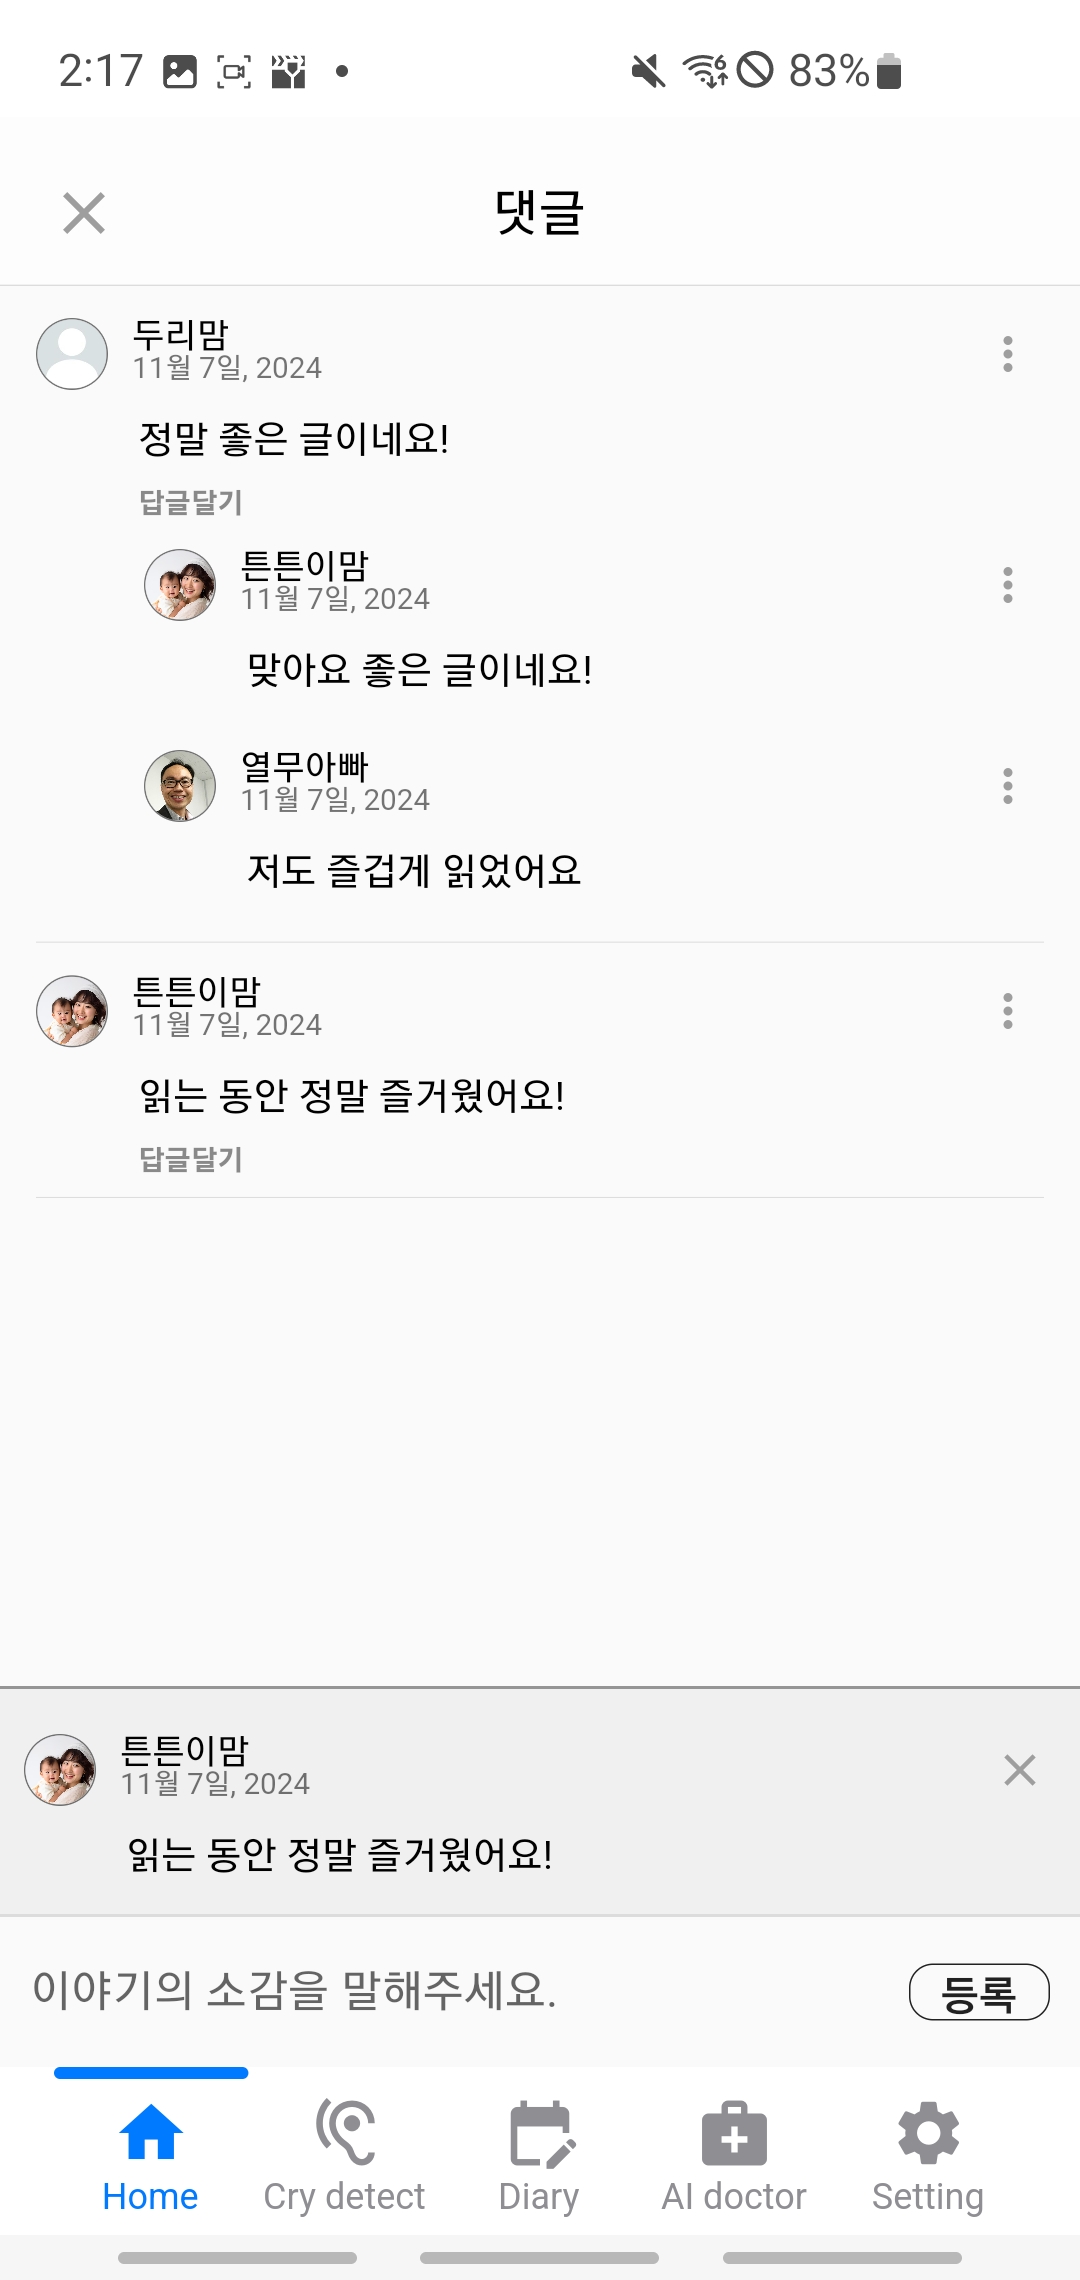 2:17
83%
댓글
두리맘
11월 7일, 2024
정말 좋은 글이네요!
답글달기
튼튼이맘
11월 7일, 2024
맞아요 좋은 글이네요!
열무아빠
11월 7일, 2024
저도 즐겁게 읽었어요
튼튼이맘
11월 7일, 2024
읽는 동안 정말 즐거웠어요!
답글달기
튼튼이맘
11월 7일, 2024
읽는 동안 정말 즐거웠어요!
이야기의 소감을 말해주세요.
등록
Home
Cry detect
Diary
AI doctor
Setting